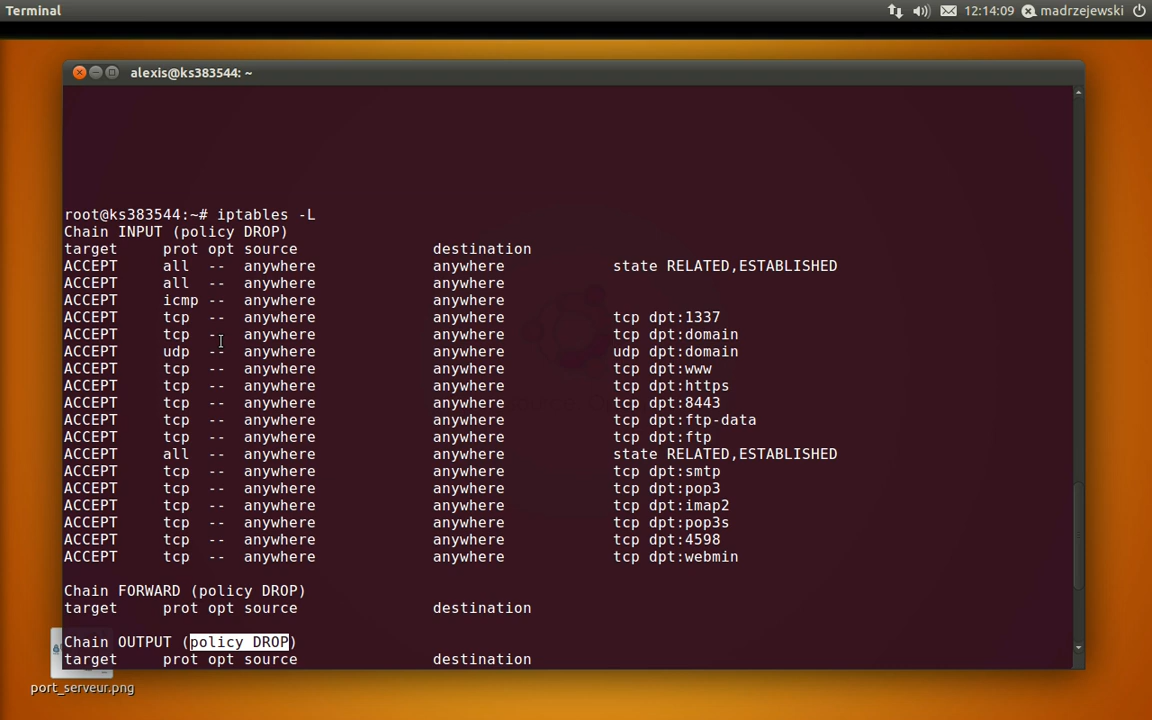 Terminal
12:14:09
madrzejewski
alexis@ks383544: ~
root@ks383544:~# iptables -L
Chain INPUT (policy DROP)
target     prot opt source               destination
ACCEPT     all  --  anywhere             anywhere            state RELATED,ESTABLISHED
ACCEPT     all  --  anywhere             anywhere
ACCEPT     icmp --  anywhere             anywhere
ACCEPT     tcp  --  anywhere             anywhere            tcp dpt:1337
ACCEPT     tcp  --  anywhere             anywhere            tcp dpt:domain
ACCEPT     udp  --  anywhere             anywhere            udp dpt:domain
ACCEPT     tcp  --  anywhere             anywhere            tcp dpt:www
ACCEPT     tcp  --  anywhere             anywhere            tcp dpt:https
ACCEPT     tcp  --  anywhere             anywhere            tcp dpt:8443
ACCEPT     tcp  --  anywhere             anywhere            tcp dpt:ftp-data
ACCEPT     tcp  --  anywhere             anywhere            tcp dpt:ftp
ACCEPT     all  --  anywhere             anywhere            state RELATED,ESTABLISHED
ACCEPT     tcp  --  anywhere             anywhere            tcp dpt:smtp
ACCEPT     tcp  --  anywhere             anywhere            tcp dpt:pop3
ACCEPT     tcp  --  anywhere             anywhere            tcp dpt:imap2
ACCEPT     tcp  --  anywhere             anywhere            tcp dpt:pop3s
ACCEPT     tcp  --  anywhere             anywhere            tcp dpt:4598
ACCEPT     tcp  --  anywhere             anywhere            tcp dpt:webmin
Chain FORWARD (policy DROP)
target     prot opt source               destination
Chain OUTPUT (policy DROP)
target     prot opt source               destination
port_serveur.png